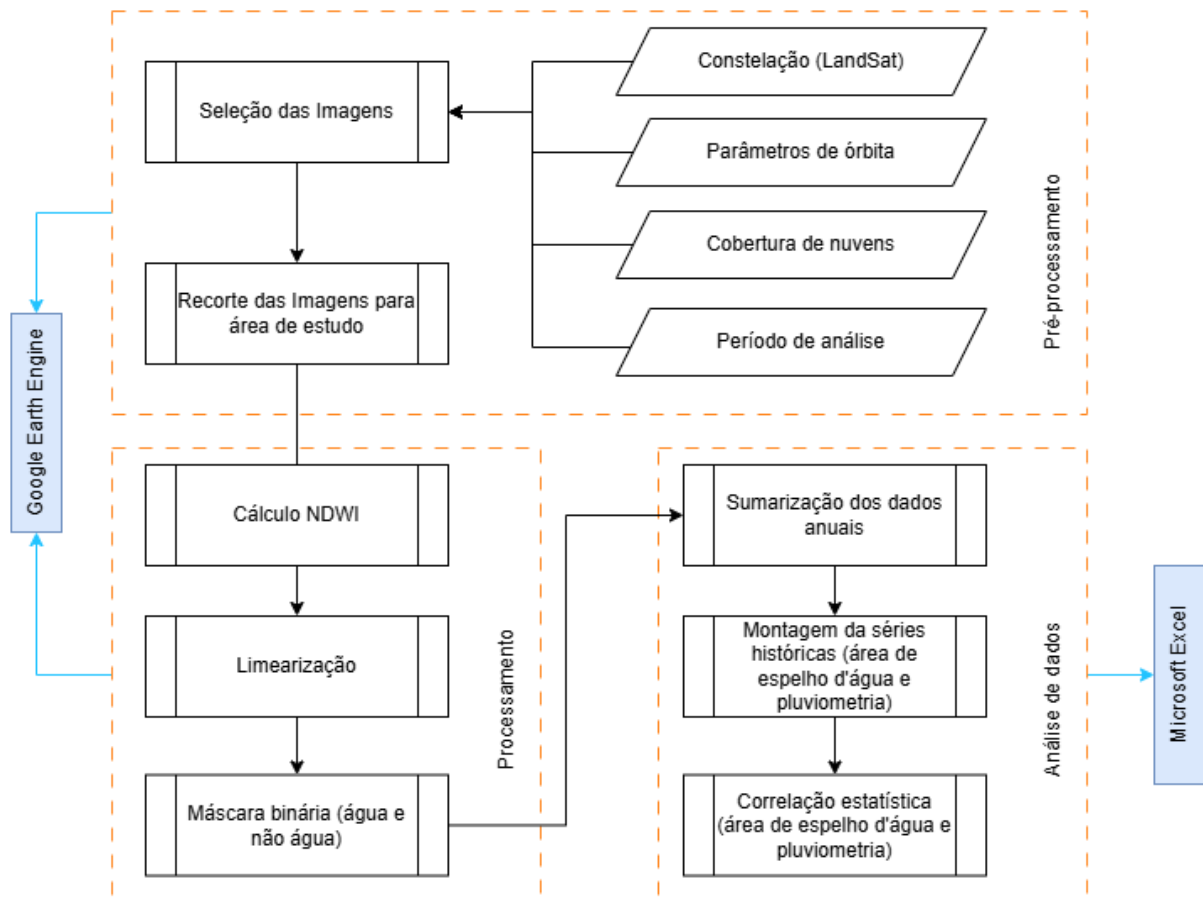 Seleção das Imagens
Constelação (LandSat)
Parâmetros de órbita
Cobertura de nuvens
Período de análise
Recorte das Imagens para
área de estudo
Pré-processamento
Google Earth Engine
Cálculo NDWI
Limearização
Máscara binária (água e
não água)
Processamento
Sumarização dos dados
anuais
Montagem da séries
históricas (área de
espelho d'água e
pluviometria)
Correlação estatística
(área de espelho d'água e
pluviometria)
Análise de dados
Microsoft Excel